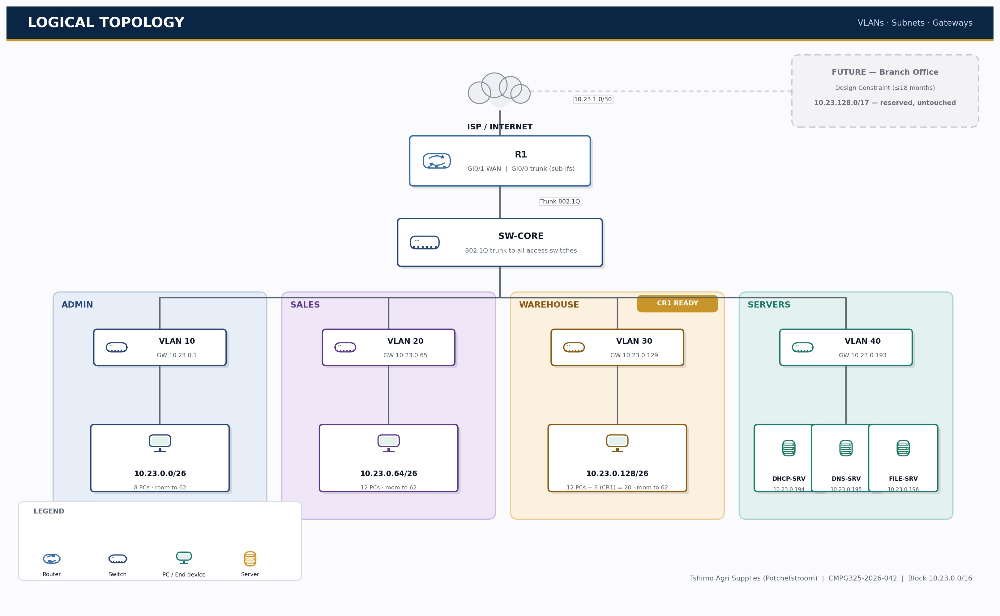 LOGICAL TOPOLOGY
VLANs · Subnets · Gateways
FUTURE — Branch Office
Design Constraint (≤18 months)
10.23.128.0/17 — reserved, untouched
10.23.1.0/30
ISP / INTERNET
R1
Gi0/1 WAN | Gi0/0 trunk (sub-ifs)
Trunk 802.1Q
SW-CORE
802.1Q trunk to all access switches
ADMIN
VLAN 10
GW 10.23.0.1
10.23.0.0/26
8 PCs · room to 62
SALES
VLAN 20
GW 10.23.0.65
10.23.0.64/26
12 PCs · room to 62
WAREHOUSE
CR1 READY
VLAN 30
GW 10.23.0.129
10.23.0.128/26
12 PCs + 8 (CR1) = 20 · room to 62
SERVERS
VLAN 40
GW 10.23.0.193
DHCP-SRV
10.23.0.194
DNS-SRV
10.23.0.195
FILE-SRV
10.23.0.196
LEGEND
Router
Switch
PC / End device
Server
Tshimo Agri Supplies (Potchefstroom) | CMPG325-2026-042 | Block 10.23.0.0/16